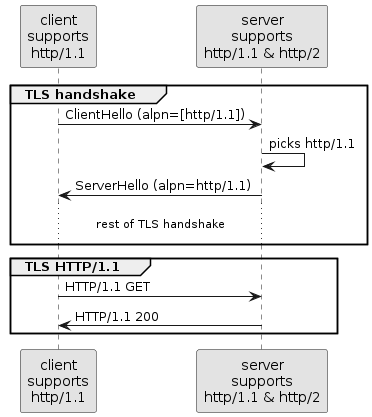 client
supports
http/1.1
server
supports
http/1.1 & http/2
TLS handshake
ClientHello (alpn=[http/1.1])
picks http/1.1
ServerHello (alpn=http/1.1)
rest of TLS handshake
TLS HTTP/1.1
HTTP/1.1 GET
HTTP/1.1 200
client
supports
http/1.1
server
supports
http/1.1 & http/2